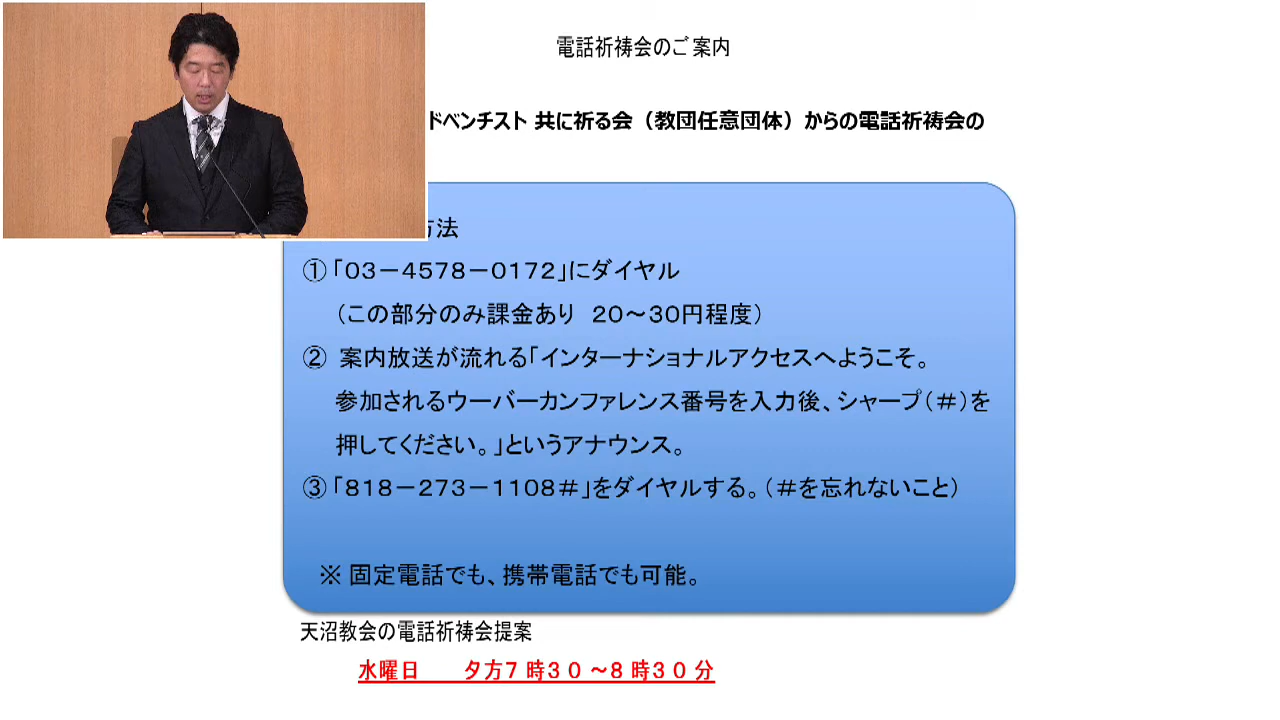 電話祈祷会のご案内
ドベンチスト 共に祈る会（教団任意団体）からの電話祈祷会の
方法
①「０３－４５７８－０１７２」にダイヤル
（この部分のみ課金あり　２０～３０円程度）
② 案内放送が流れる「インターナショナルアクセスへようこそ。
参加されるウーバーカンファレンス番号を入力後、シャープ（＃）を
押してください。」というアナウンス。
③「８１８－２７３－１１０８＃」をダイヤルする。（＃を忘れないこと）
※ 固定電話でも、携帯電話でも可能。
天沼教会の電話祈祷会提案
水曜日　　夕方７時３０～８時３０分